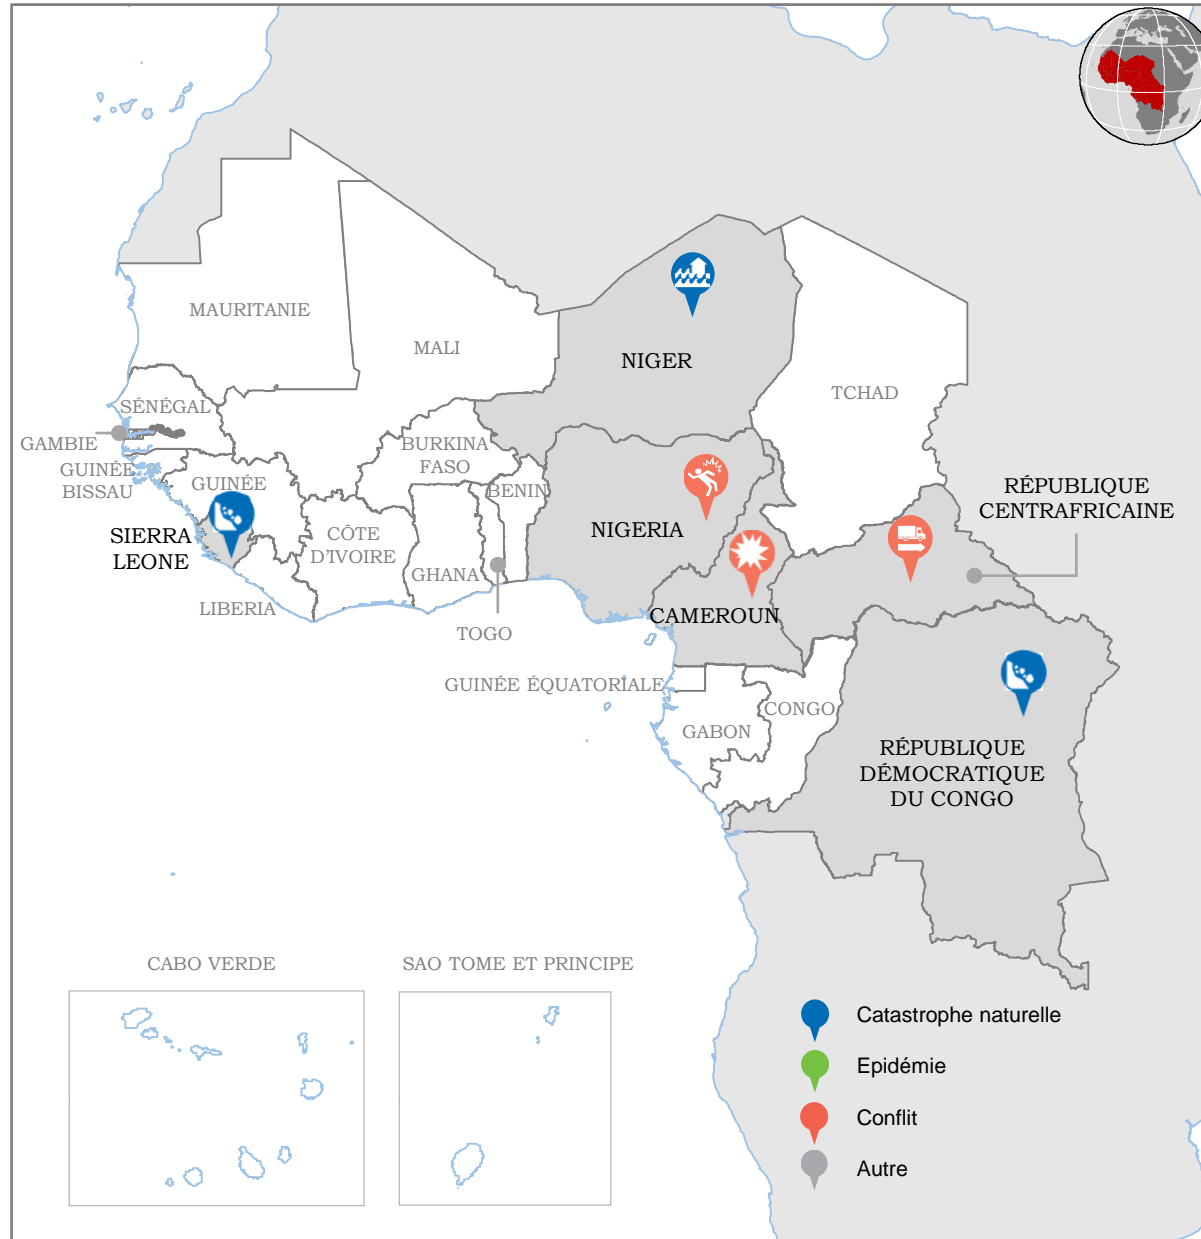 MAURITANIE
MALI
NIGER
TCHAD
SÉNÉGAL
GAMBIE
GUINÉE
BISSAU
GUINÉE
BURKINA
FASO
BENIN
SIERRA
LEONE
CÔTE
D'IVOIRE
GHANA
NIGERIA
RÉPUBLIQUE
CENTRAFRICAINE
LIBERIA
TOGO
CAMEROUN
GUINÉE ÉQUATORIALE
GABON
CONGO
RÉPUBLIQUE
DÉMOCRATIQUE
DU CONGO
CABO VERDE
SAO TOME ET PRINCIPE
Catastrophe naturelle
Epidémie
Conflit
Autre